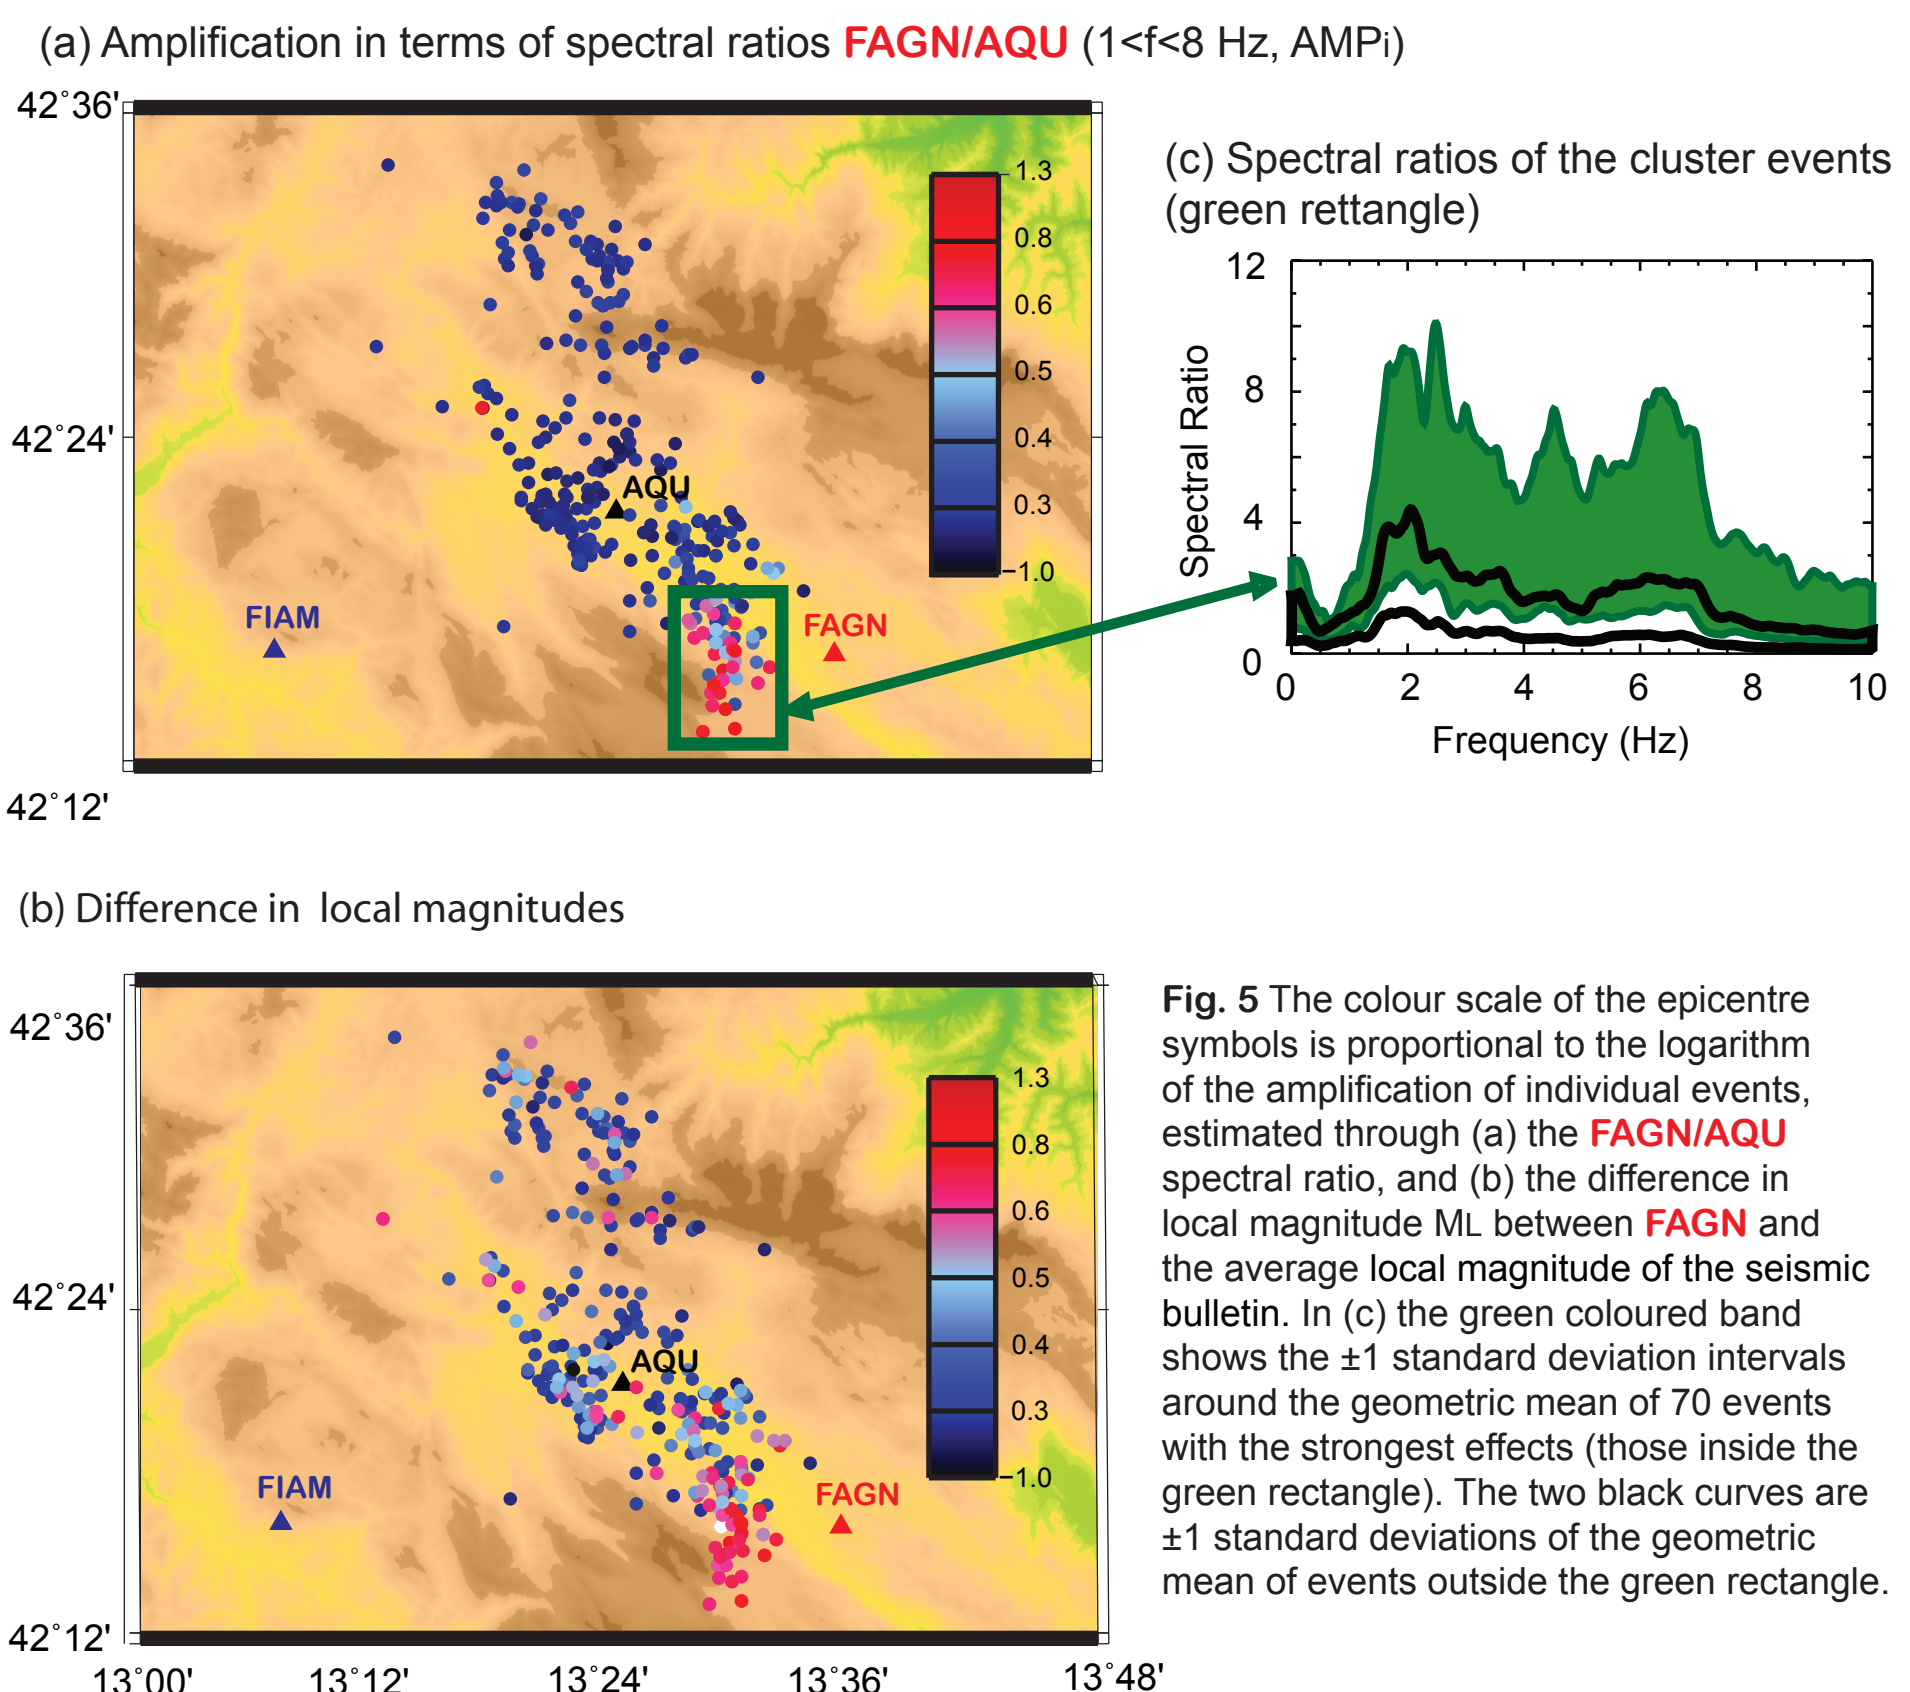 (a) Amplification in terms of spectral ratios FAGN/AQU (1<f<8 Hz, AMPi)
42˚36'
42˚24'
42˚12'
1.3
0.8
0.6
0.5
0.4
0.3
−1.0
AQU
FIAM
FAGN
(c) Spectral ratios of the cluster events
(green rettangle)
Spectral Ratio
12
8
4
0
0 2 4 6 8 10
Frequency (Hz)
(b) Difference in local magnitudes
42˚36'
42˚24'
42˚12'
1.3
0.8
0.6
0.5
0.4
0.3
−1.0
AQU
FIAM
FAGN
13˚00' 13˚12' 13˚24' 13˚36' 13˚48'
Fig. 5 The colour scale of the epicentre
symbols is proportional to the logarithm
of the amplification of individual events,
estimated through (a) the FAGN/AQU
spectral ratio, and (b) the difference in
local magnitude ML between FAGN and
the average local magnitude of the seismic
bulletin. In (c) the green coloured band
shows the ±1 standard deviation intervals
around the geometric mean of 70 events
with the strongest effects (those inside the
green rectangle). The two black curves are
±1 standard deviations of the geometric
mean of events outside the green rectangle.